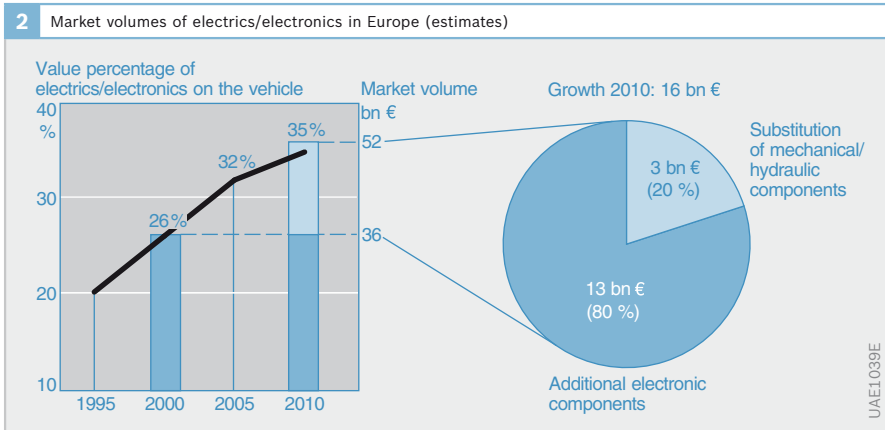 2 Market volumes of electrics/electronics in Europe (estimates)
Value percentage of
electrics/electronics on the vehicle
40
%
30
20
10
26%
32%
35%
1995 2000 2005 2010
Market volume
bn €
52
36
Growth 2010: 16 bn €
3 bn €
(20 %)
Substitution
of mechanical/
hydraulic
components
13 bn €
(80 %)
Additional electronic
components
UAE1039E